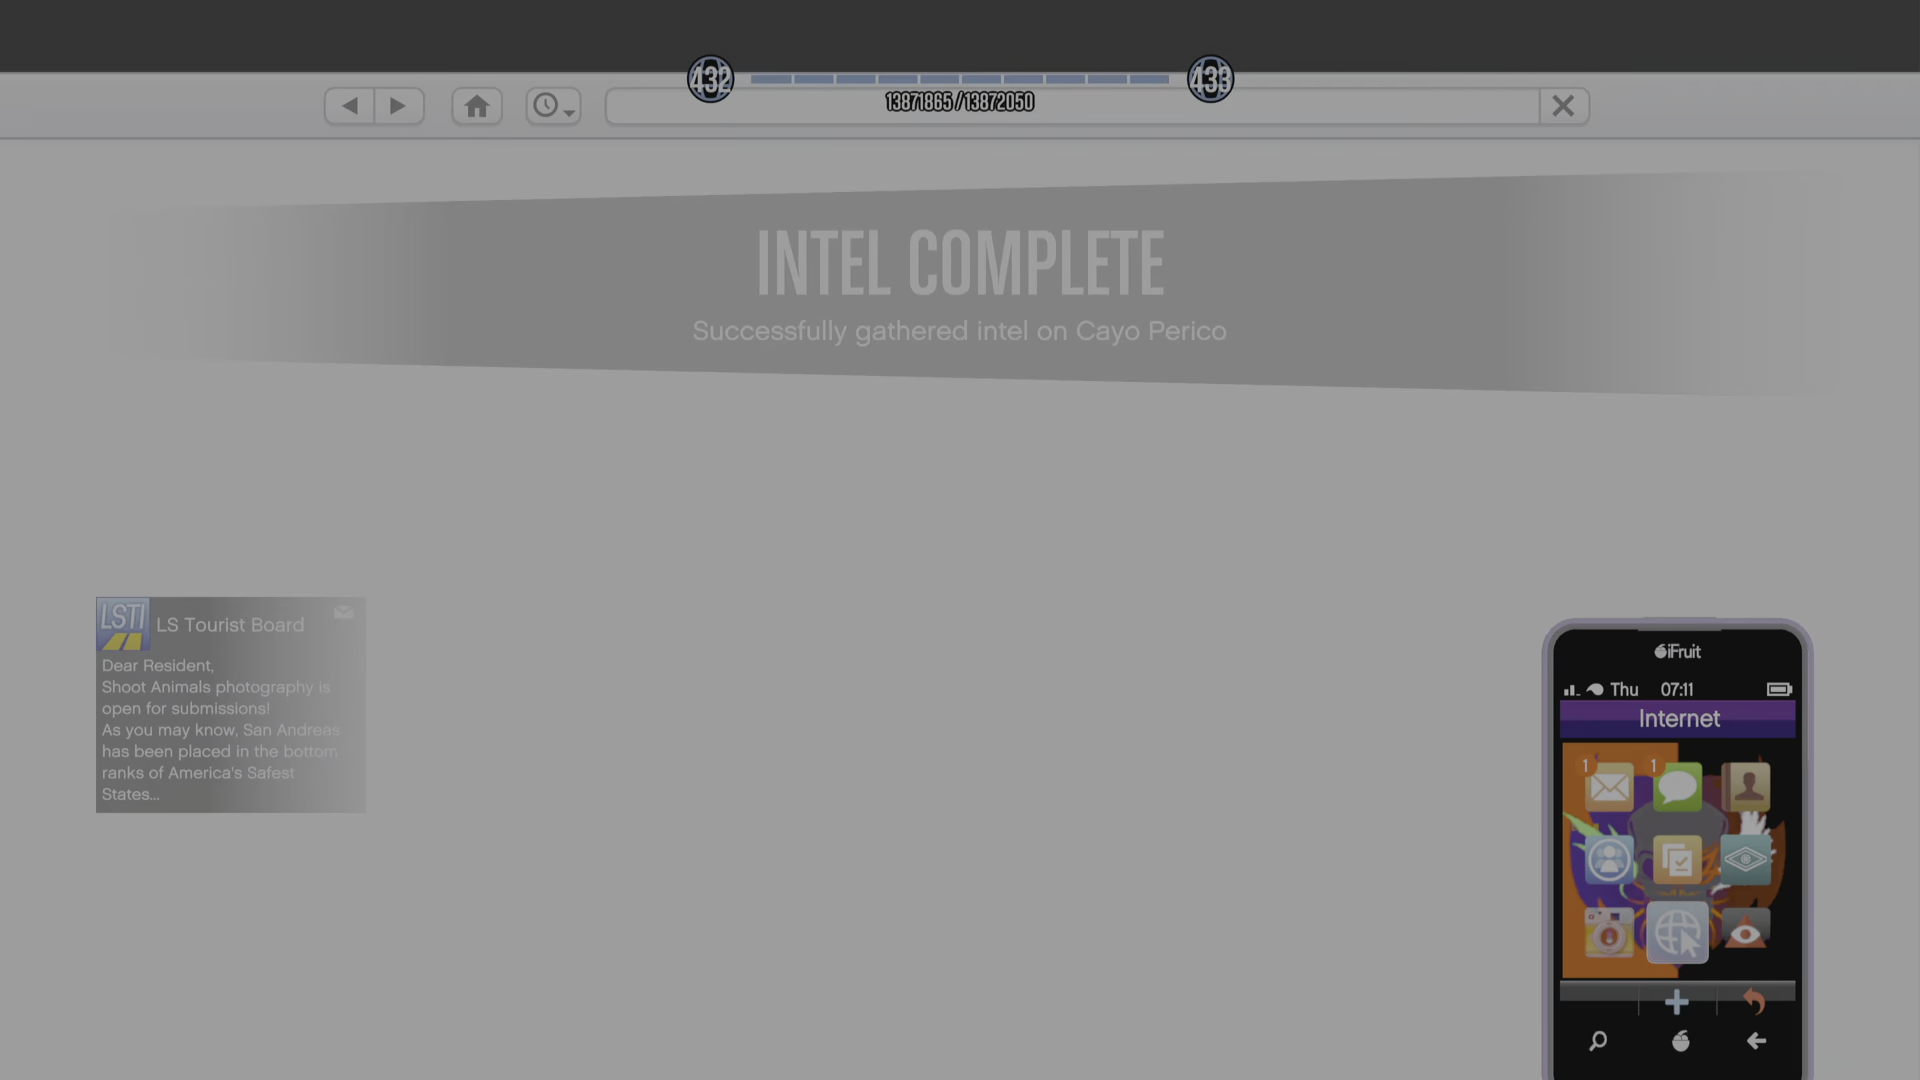 432
433
13871865 /13872050
INTEL COMPLETE
Successfully gathered intel on Cayo Perico
LSTI
LS Tourist Board
Dear Resident,
Shoot Animals photography is
open for submissions!
As you may know, San Andreas
has been placed in the bottom
ranks of America's Safest
States...
iFruit
Thu 07:11
Internet
1
1